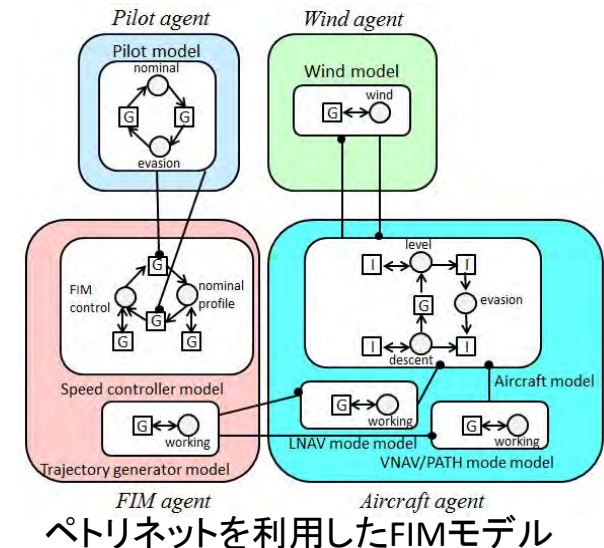 Pilot agent
Wind agent
Pilot model
nominal
G
G
evasion
Wind model
wind
G
FIM
control
G
nominal
profile
G
G
G
Speed controller model
G
working
Trajectory generator model
FIM agent
level
I
I
G
evasion
I
I
descent
Aircraft model
G
working
LNAV mode model
G
working
VNAV/PATH mode model
Aircraft agent
ペトリネットを利用したFIMモデル